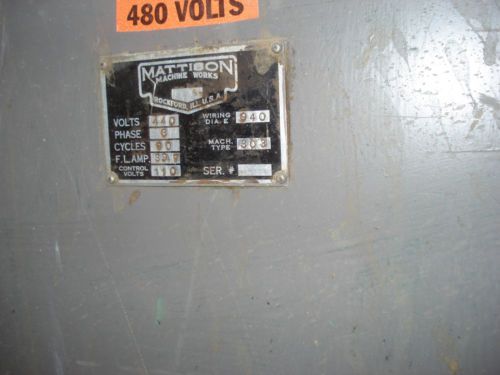 480 VOLTS
MATTISON
MACHINE WORKS
ROCKFORD, ILL. U.S.A.
VOLTS 440
PHASE 3
CYCLES 60
F.L. AMP.
CONTROL VOLTS 110
WIRING DIA. E 940
MACH. TYPE 303
SER. #